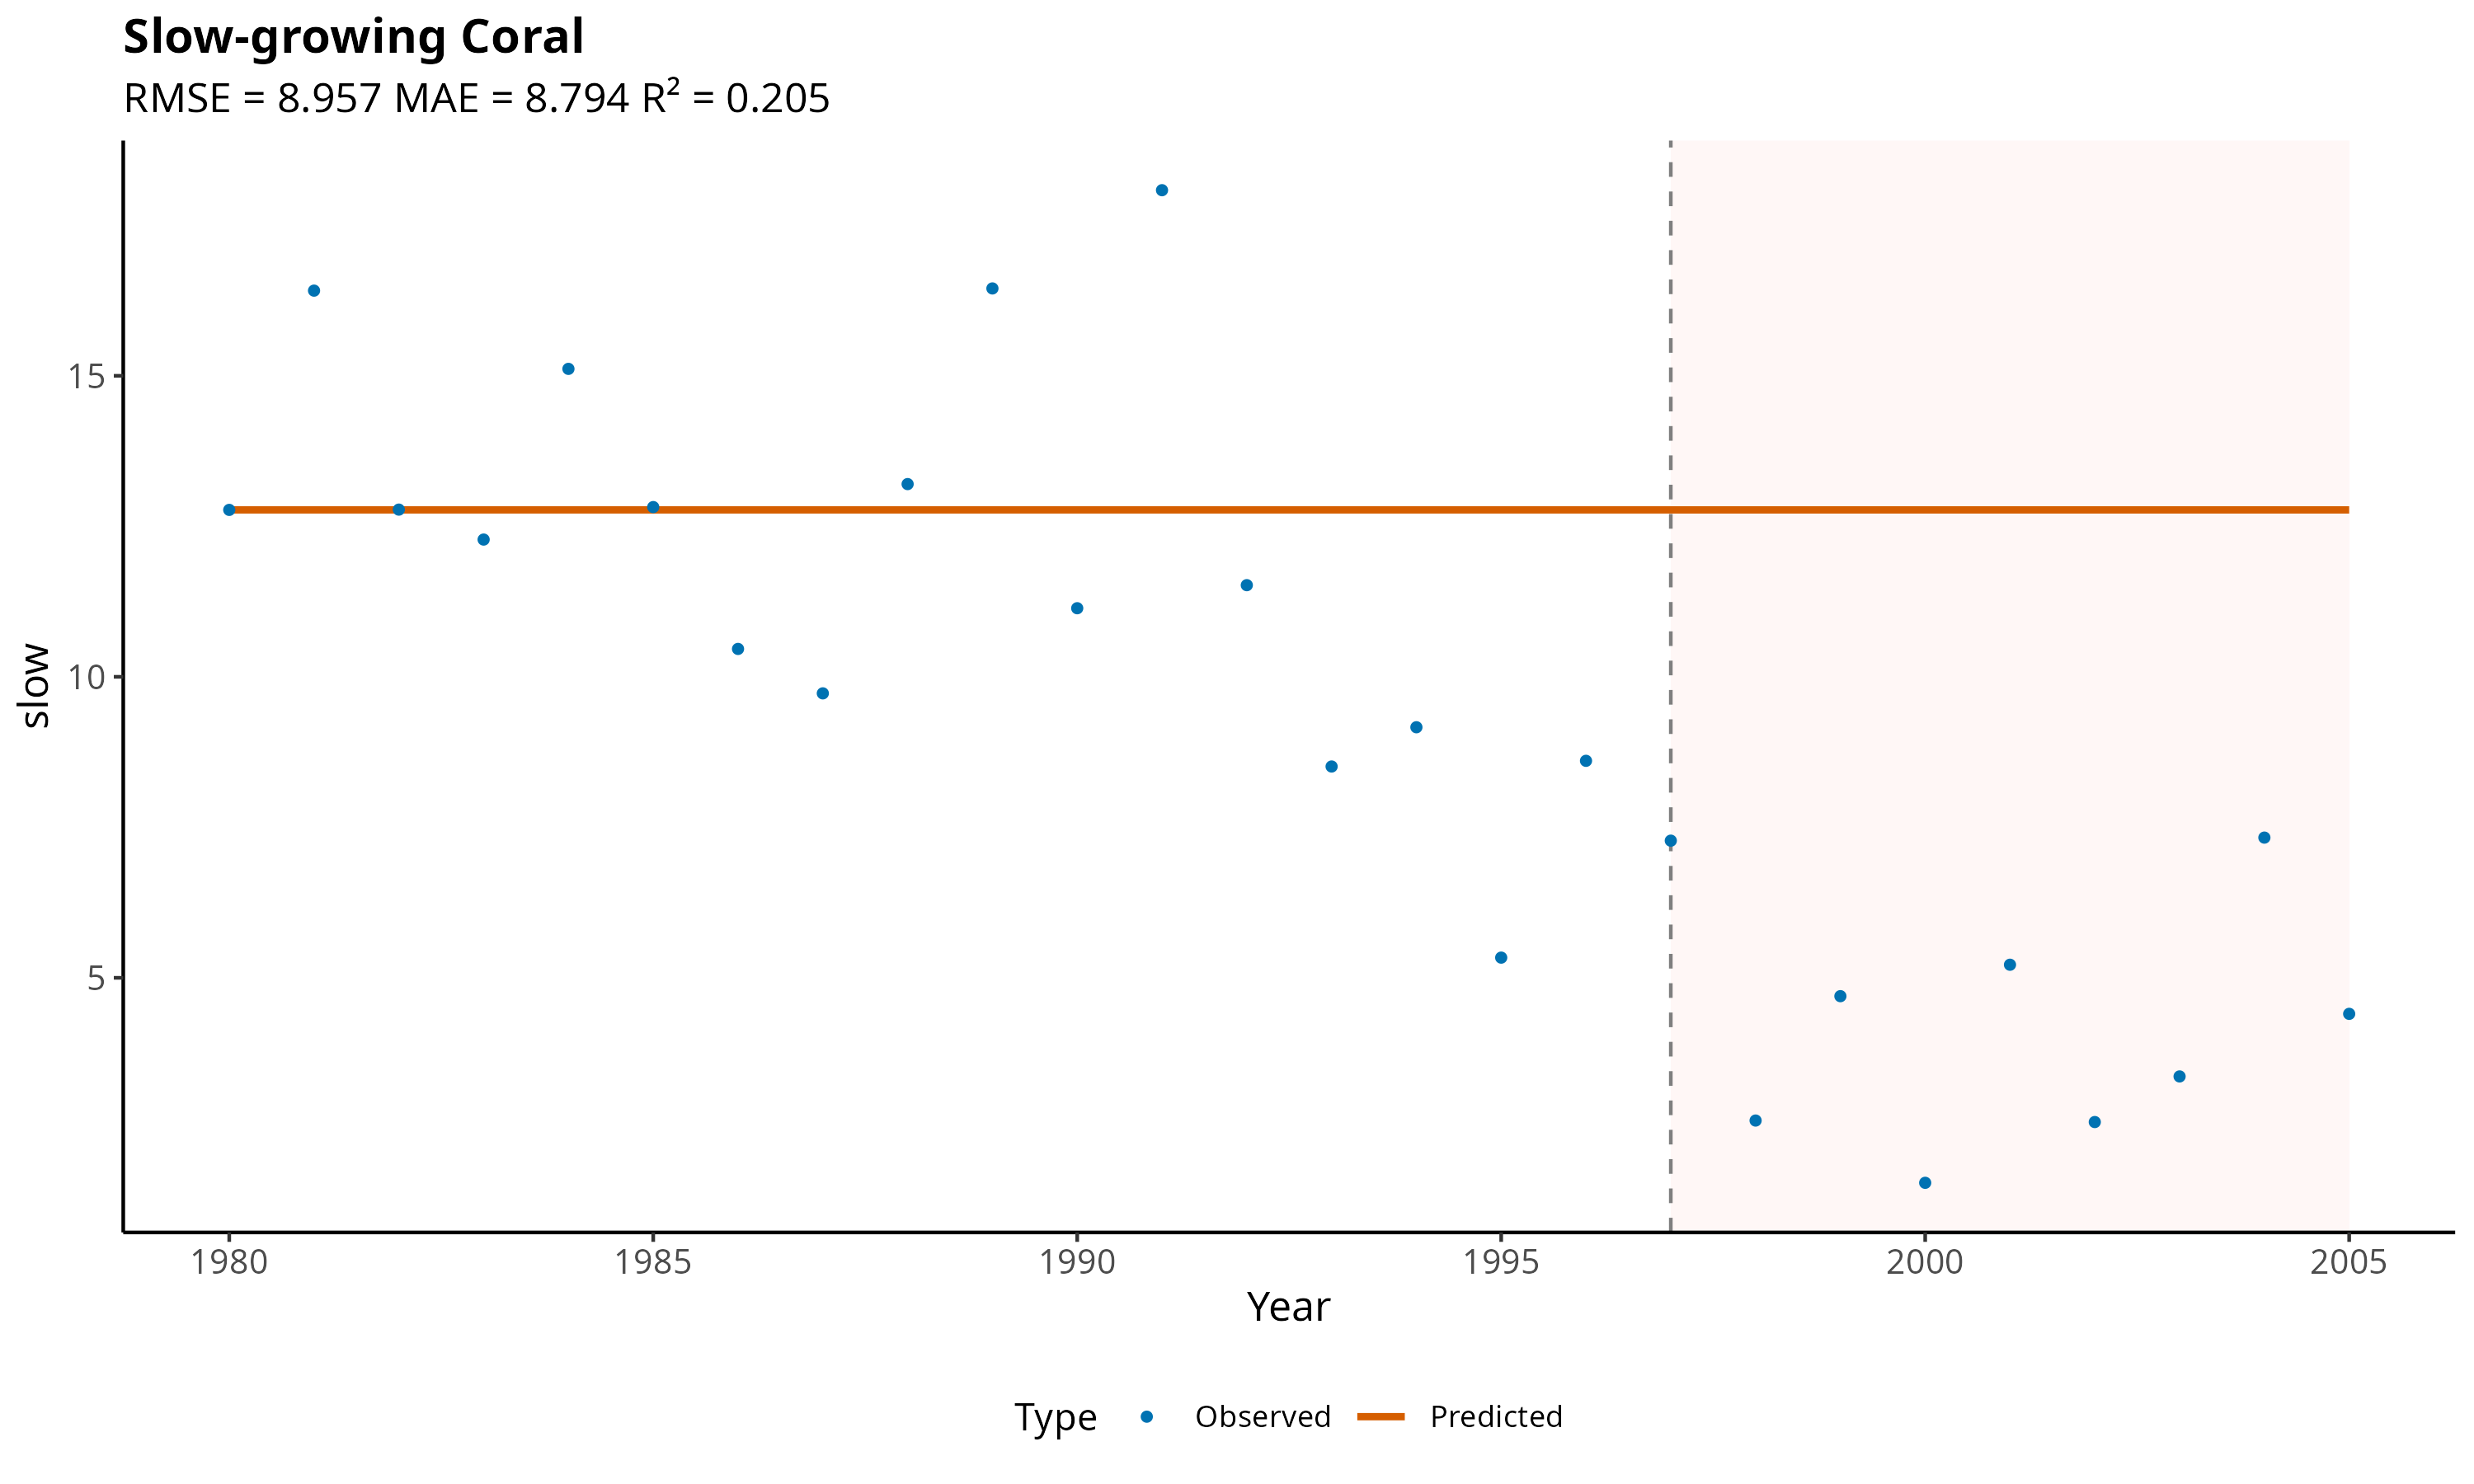 Slow-growing Coral
RMSE = 8.957 MAE = 8.794 R² = 0.205
15
10
5
slow
1980 1985 1990 1995 2000 2005
Year
Type Observed Predicted